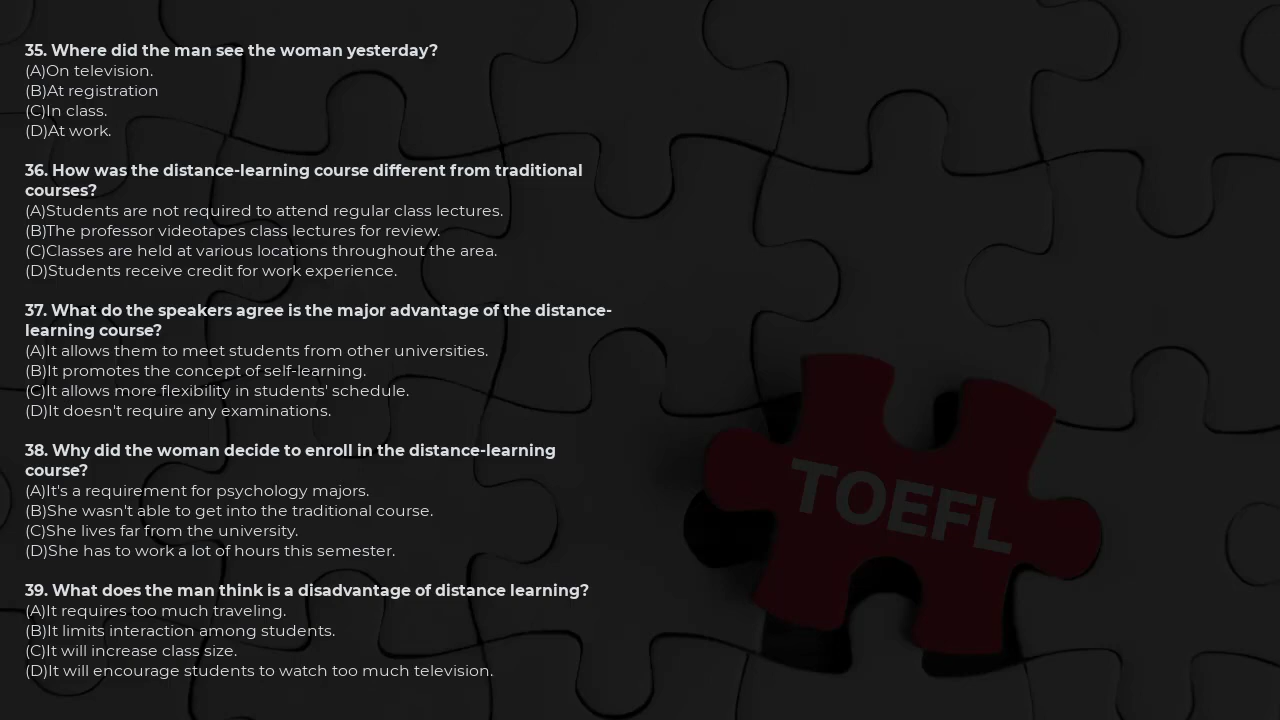 35. Where did the man see the woman yesterday?
(A)On television.
(B)At registration
(C)In class.
(D)At work.
36. How was the distance-learning course different from traditional
courses?
(A)Students are not required to attend regular class lectures.
(B)The professor videotapes class lectures for review.
(C)Classes are held at various locations throughout the area.
(D)Students receive credit for work experience.
37. What do the speakers agree is the major advantage of the distance-
learning course?
(A)It allows them to meet students from other universities.
(B)It promotes the concept of self-learning.
(C)It allows more flexibility in students' schedule.
(D)It doesn't require any examinations.
38. Why did the woman decide to enroll in the distance-learning
course?
(A)It's a requirement for psychology majors.
(B)She wasn't able to get into the traditional course.
(C)She lives far from the university.
(D)She has to work a lot of hours this semester.
39. What does the man think is a disadvantage of distance learning?
(A)It requires too much traveling.
(B)It limits interaction among students.
(C)It will increase class size.
(D)It will encourage students to watch too much television.
TOEFL